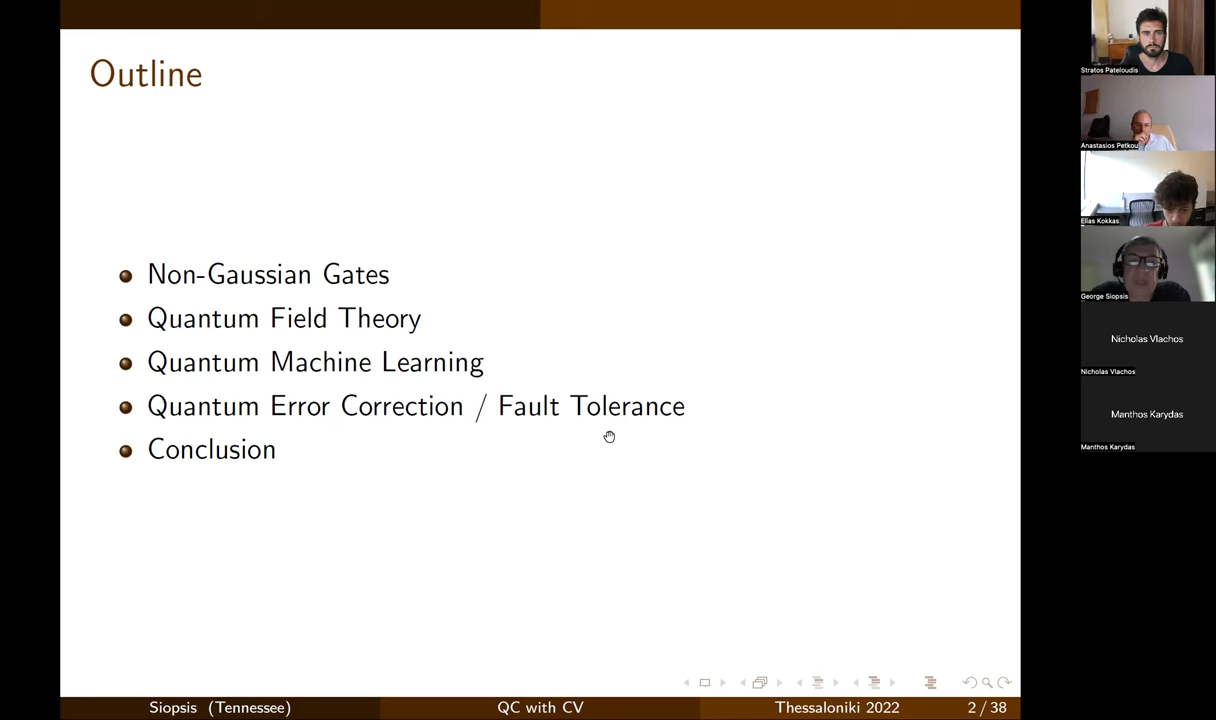 Outline
Non-Gaussian Gates
Quantum Field Theory
Quantum Machine Learning
Quantum Error Correction / Fault Tolerance
Conclusion
Siopsis (Tennessee)
QC with CV
Thessaloniki 2022
2 / 38
Stratos Pateloudis
Anastasios Petkou
Elias Kokkas
George Siopsis
Nicholas Vlachos
Nicholas Vlachos
Manthos Karydas
Manthos Karydas